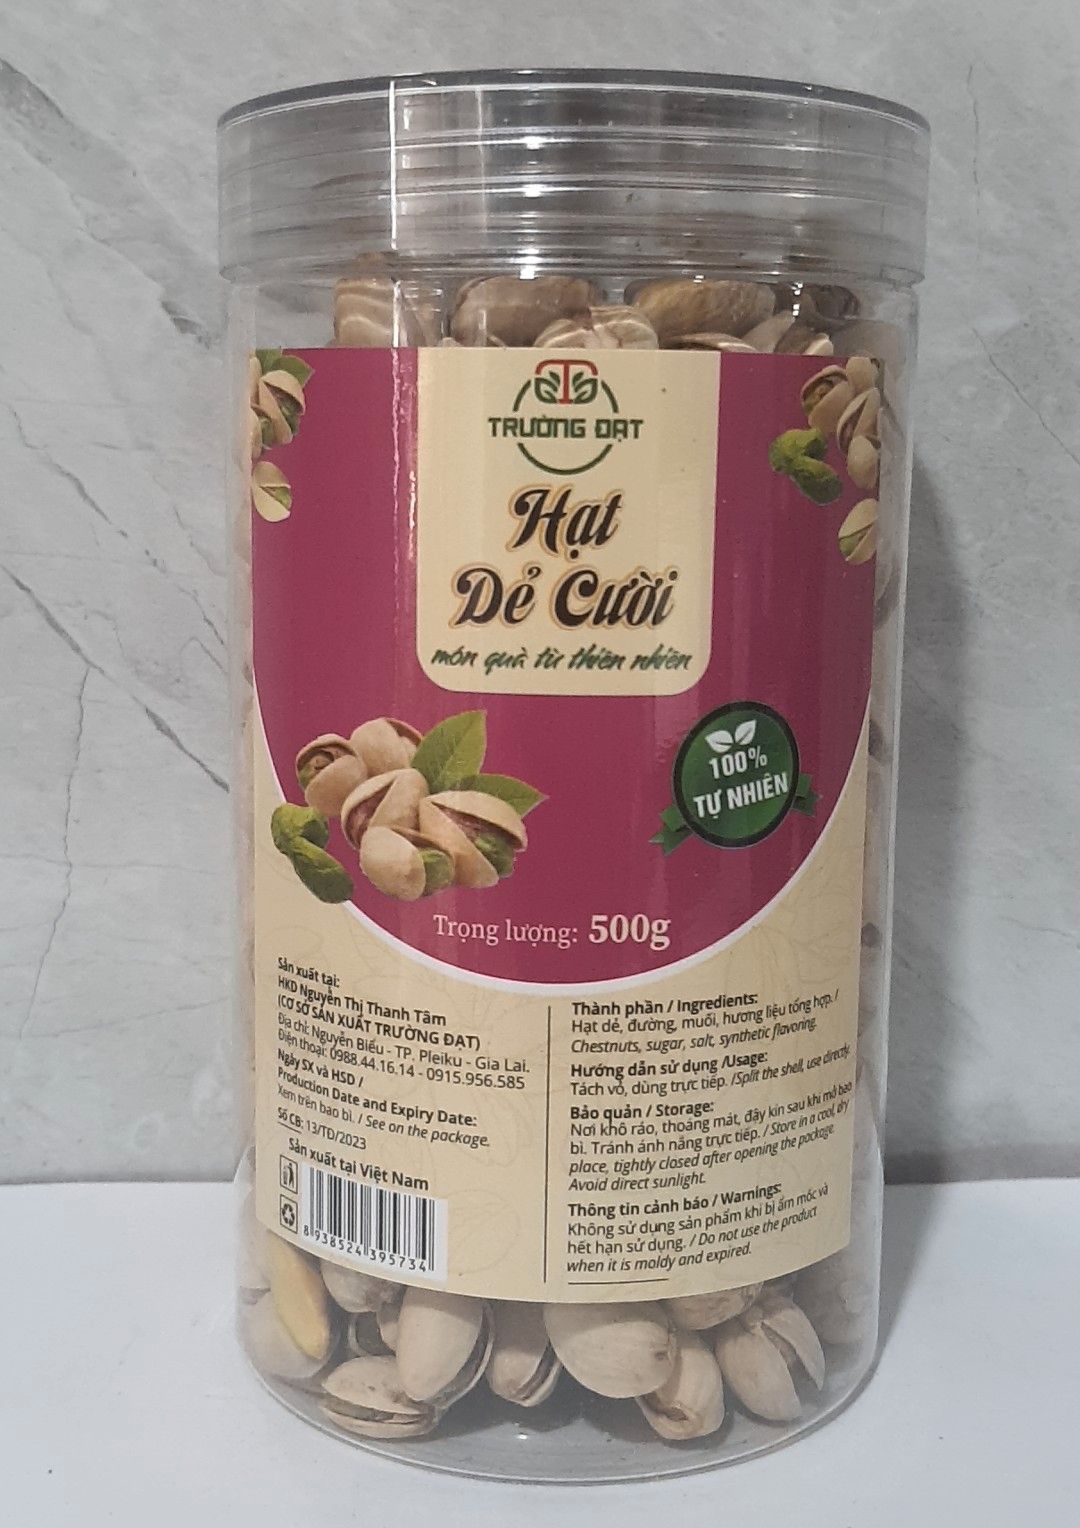 TRƯỜNG ĐẠT
Hạt
Dẻ Cười
món quà từ thiên nhiên
100%
TỰ NHIÊN
Trọng lượng: 500g
Sản xuất tại:
HKD Nguyễn Thị Thanh Tâm
(CƠ SỞ SẢN XUẤT TRƯỜNG ĐẠT)
Địa chỉ: Nguyễn Biểu - TP. Pleiku - Gia Lai.
Điện thoại: 0988.44.16.14 - 0915.956.585
Ngày SX và HSD /
Production Date and Expiry Date:
Xem trên bao bì. / See on the package.
Số CB: 13/TĐ/2023
Sản xuất tại Việt Nam
8 938524 395734
Thành phần / Ingredients:
Hạt dẻ, đường, muối, hương liệu tổng hợp. /
Chestnuts, sugar, salt, synthetic flavoring.
Hướng dẫn sử dụng /Usage:
Tách vỏ, dùng trực tiếp. /Split the shell, use directly.
Bảo quản / Storage:
Nơi khô ráo, thoáng mát, đậy kín sau khi mở bao
bì. Tránh ánh nắng trực tiếp. / Store in a cool, dry
place, tightly closed after opening the package.
Avoid direct sunlight.
Thông tin cảnh báo / Warnings:
Không sử dụng sản phẩm khi bị ẩm mốc và
hết hạn sử dụng. / Do not use the product
when it is moldy and expired.